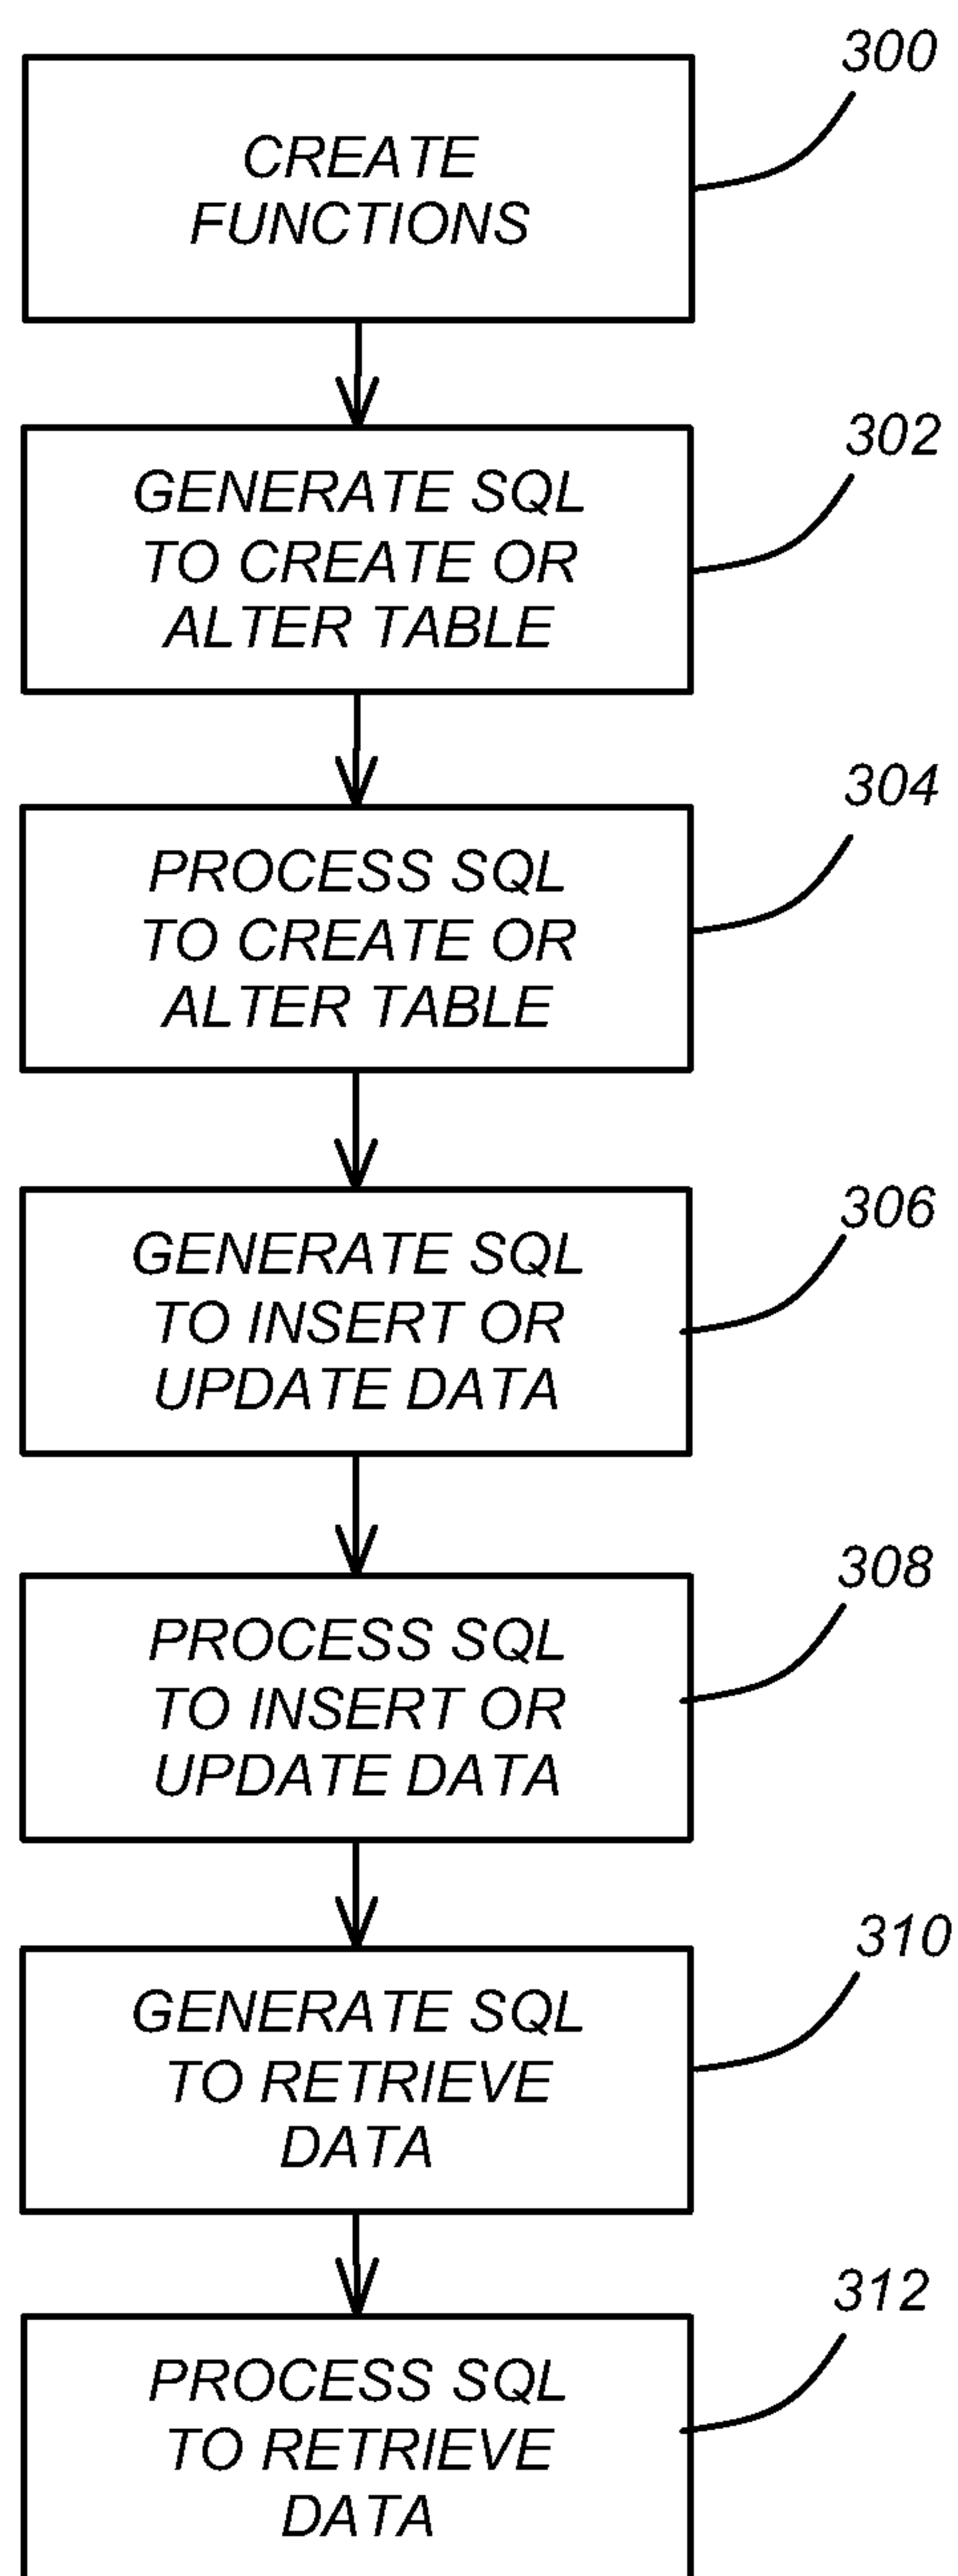 300
CREATE
FUNCTIONS
302
GENERATE SQL
TO CREATE OR
ALTER TABLE
304
PROCESS SQL
TO CREATE OR
ALTER TABLE
306
GENERATE SQL
TO INSERT OR
UPDATE DATA
308
PROCESS SQL
TO INSERT OR
UPDATE DATA
310
GENERATE SQL
TO RETRIEVE
DATA
312
PROCESS SQL
TO RETRIEVE
DATA